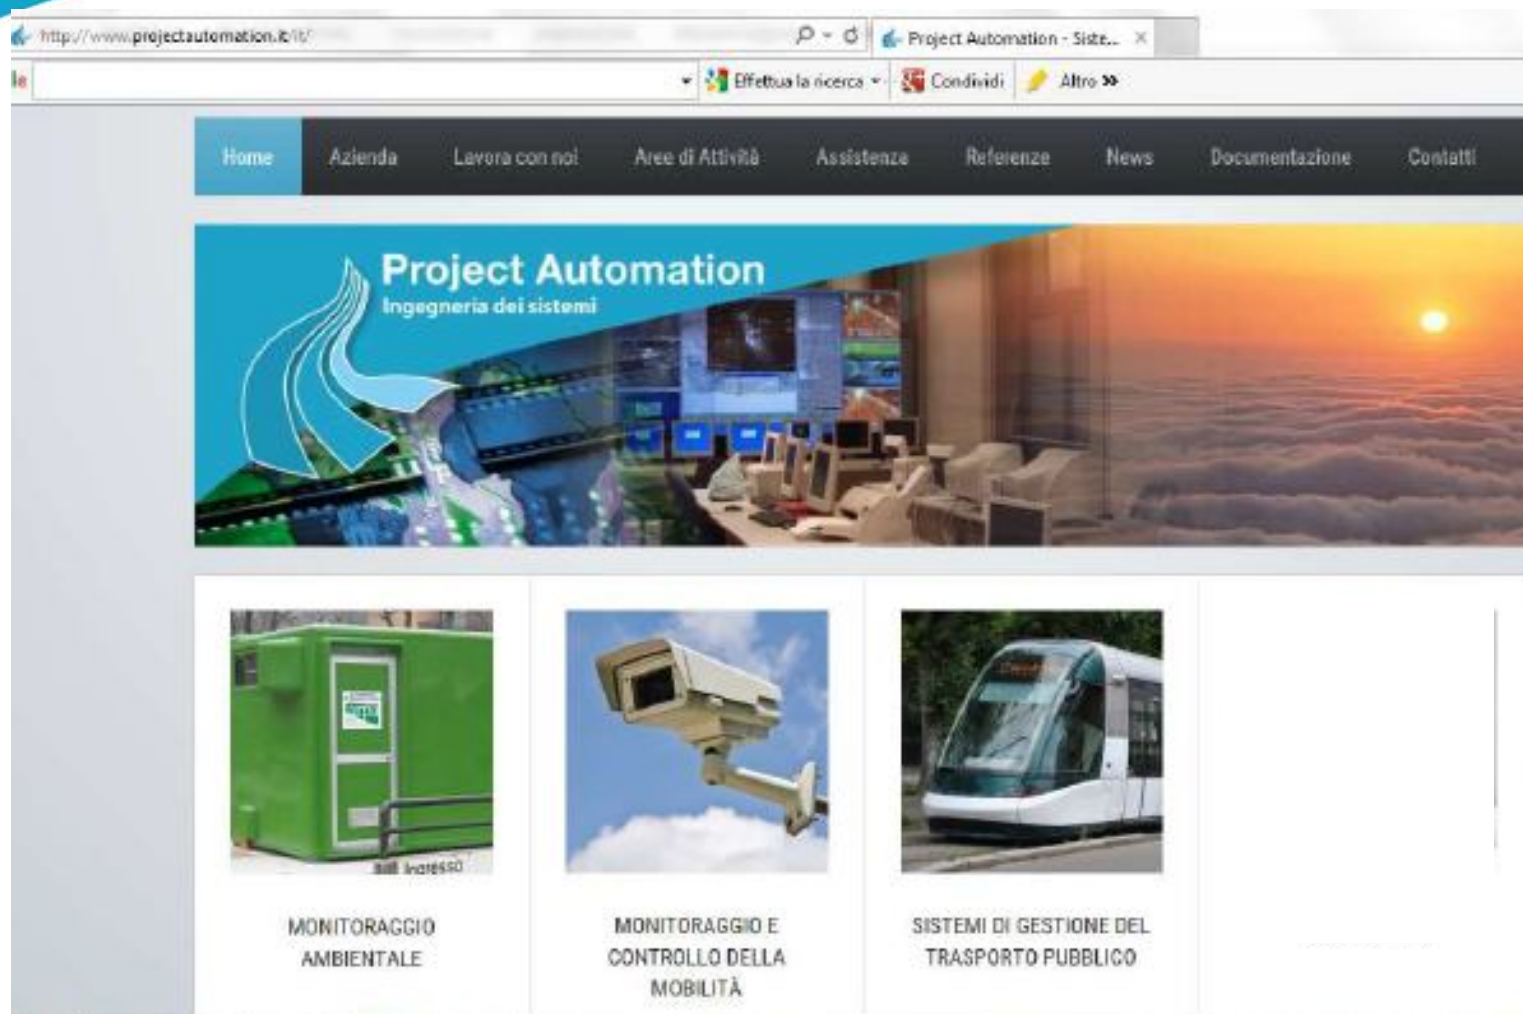 http://www.projectautomation.it/it/
Project Automation - Siste...
le
Effettua la ricerca
Condividi
Altro
Home
Azienda
Lavora con noi
Aree di Attività
Assistenza
Referenze
News
Documentazione
Contatti
Project Automation
Ingegneria dei sistemi
Ingresso
MONITORAGGIO
AMBIENTALE
MONITORAGGIO E
CONTROLLO DELLA
MOBILITÀ
SISTEMI DI GESTIONE DEL
TRASPORTO PUBBLICO